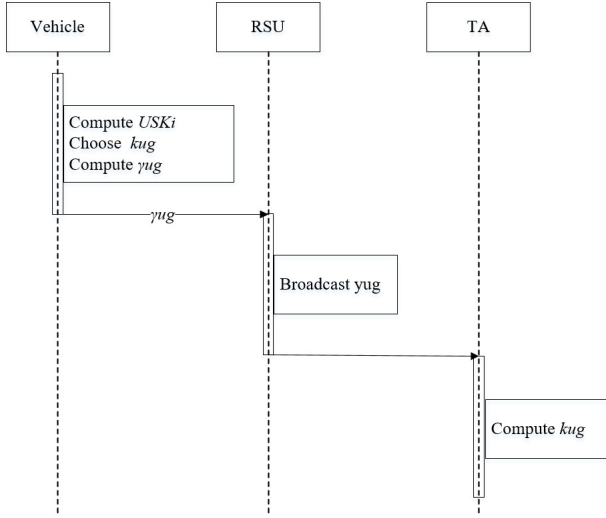 Vehicle
RSU
TA
Compute USKi
Choose kug
Compute γug
γug
Broadcast yug
Compute kug